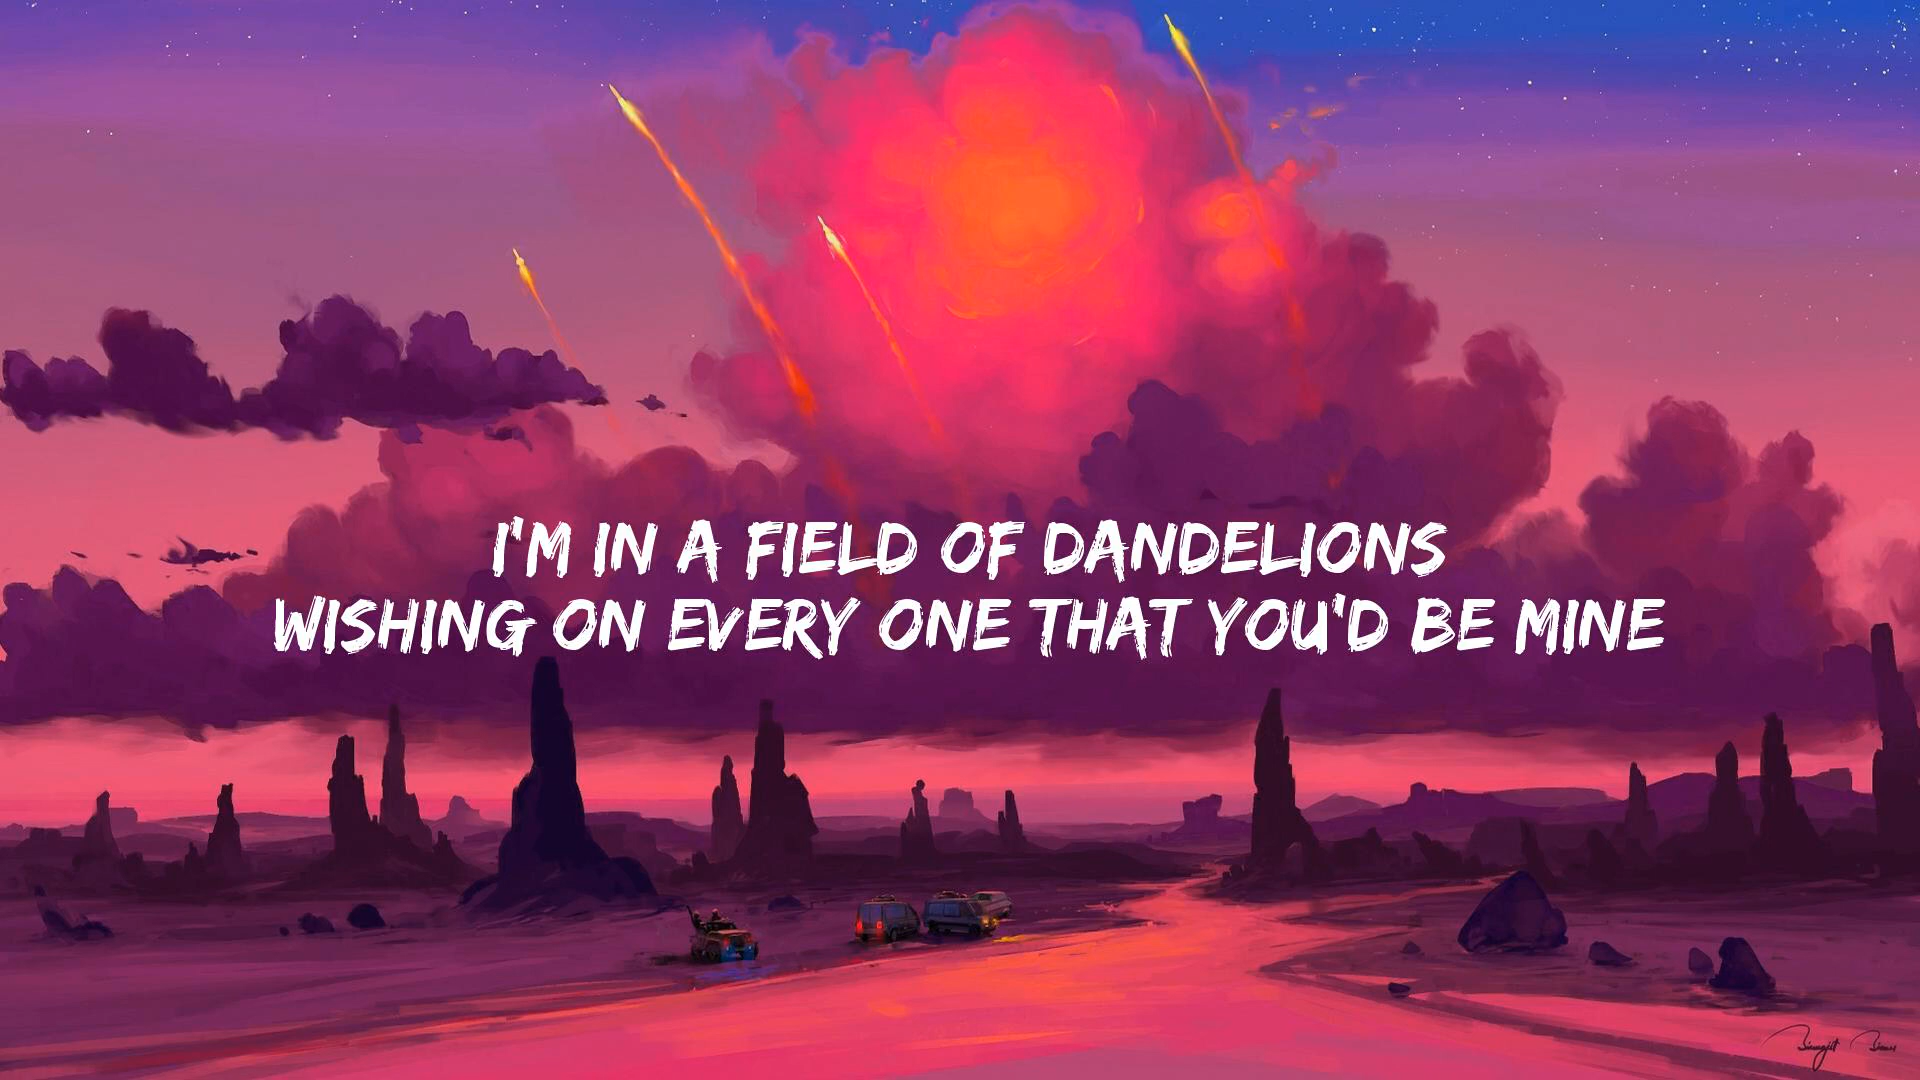 I'M IN A FIELD OF DANDELIONS
WISHING ON EVERY ONE THAT YOU'D BE MINE